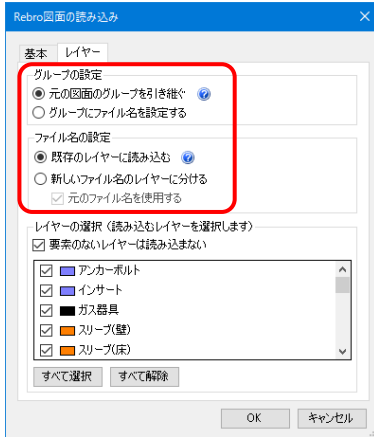 Rebro図面の読み込み
基本 レイヤー
グループの設定
元の図面のグループを引き継ぐ
グループにファイル名を設定する
ファイル名の設定
既存のレイヤーに読み込む
新しいファイル名のレイヤーに分ける
元のファイル名を使用する
レイヤーの選択（読み込むレイヤーを選択します）
要素のないレイヤーは読み込まない
アンカーボルト
インサート
ガス器具
スリーブ(壁)
スリーブ(床)
すべて選択 すべて解除
OK キャンセル